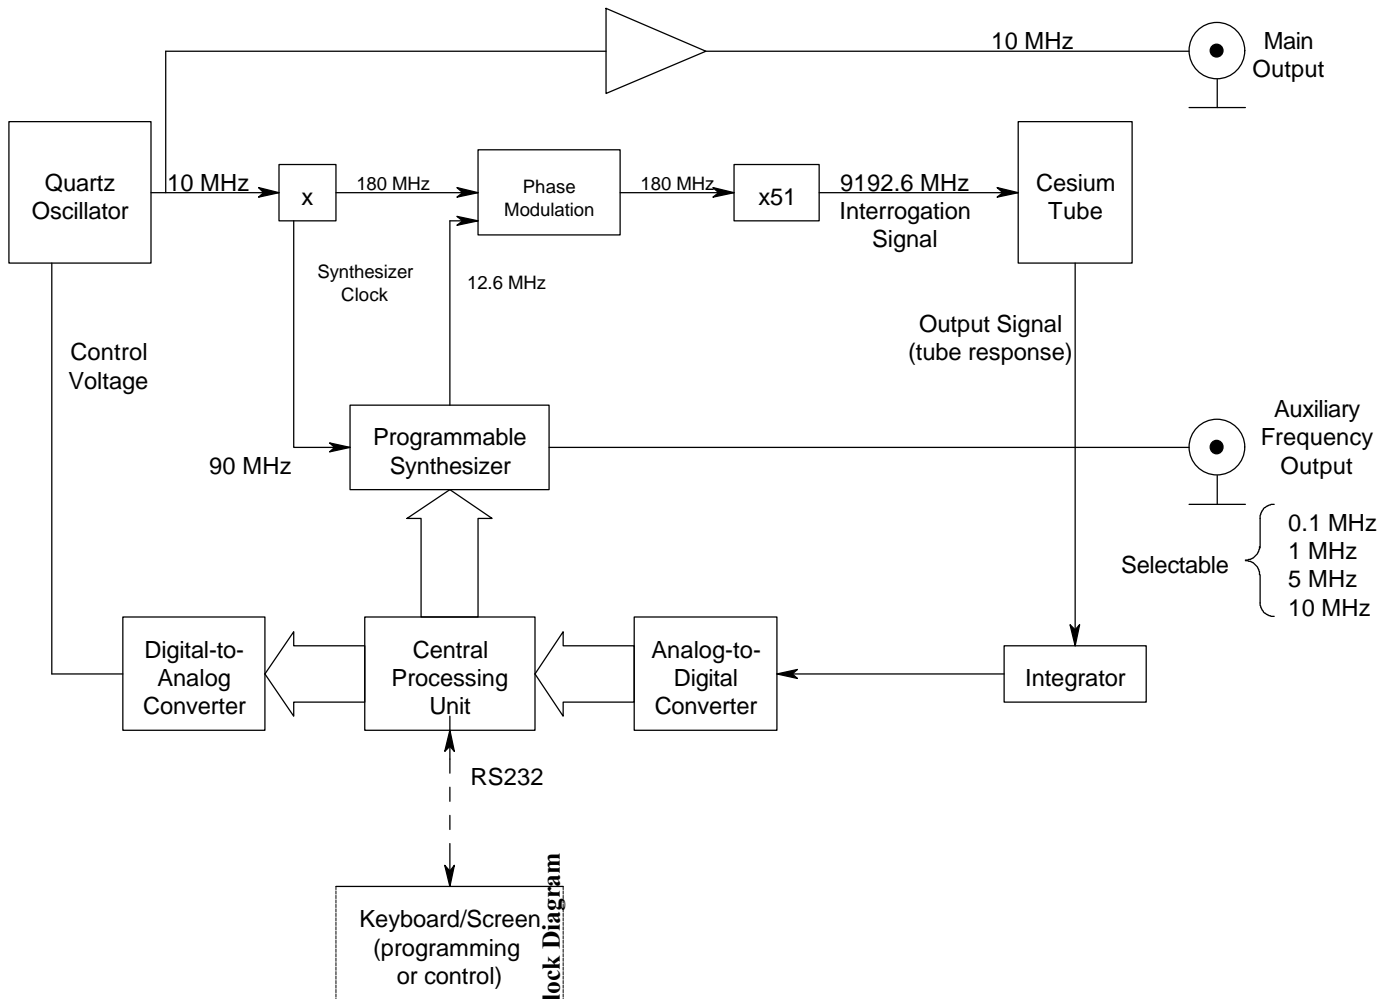 10 MHz
Main
Output
Quartz
Oscillator
10 MHz
x
180 MHz
Phase
Modulation
180 MHz
x51
9192.6 MHz
Interrogation
Signal
Cesium
Tube
Synthesizer
Clock
12.6 MHz
Output Signal
(tube response)
Control
Voltage
90 MHz
Programmable
Synthesizer
Auxiliary
Frequency
Output
Selectable
0.1 MHz
1 MHz
5 MHz
10 MHz
Digital-to-
Analog
Converter
Central
Processing
Unit
Analog-to-
Digital
Converter
Integrator
RS232
Keyboard/Screen
(programming
or control)
lock Diagram